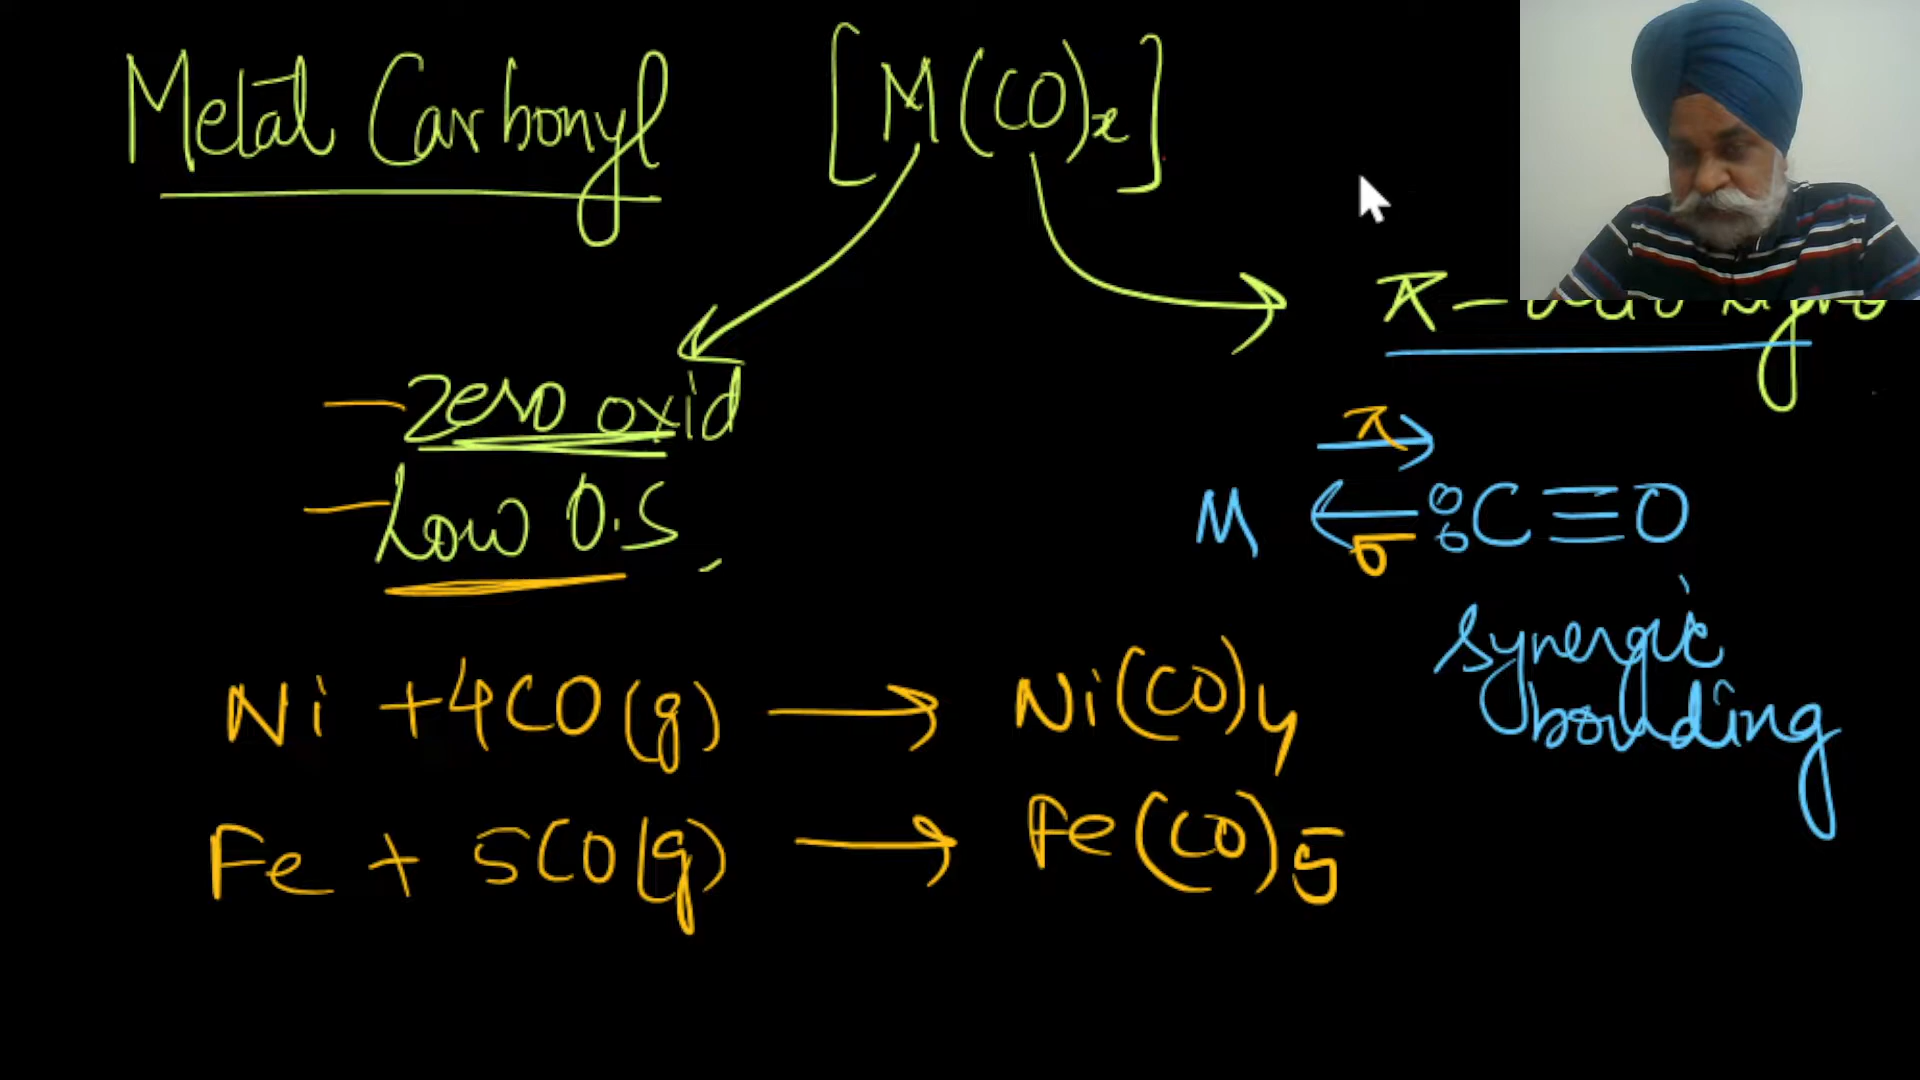 Metal Carbonyl [M(CO)x]
π -
- Zero oxid
- Low O.S
π
M ← :C≡O
σ
synergic
bonding
Ni + 4CO(g) → Ni(CO)4
Fe + 5CO(g) → Fe(CO)5